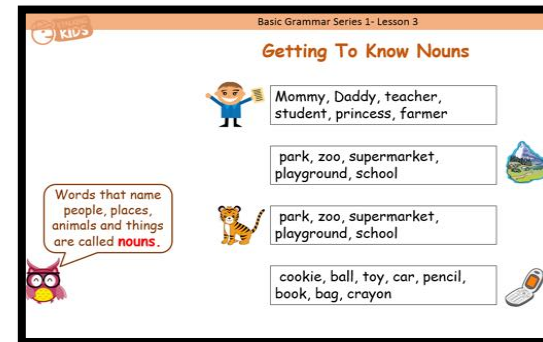 Basic Grammar Series 1- Lesson 3
KIDS
Getting To Know Nouns
Mommy, Daddy, teacher,
student, princess, farmer
park, zoo, supermarket,
playground, school
Words that name
people, places,
animals and things
are called nouns.
park, zoo, supermarket,
playground, school
cookie, ball, toy, car, pencil,
book, bag, crayon